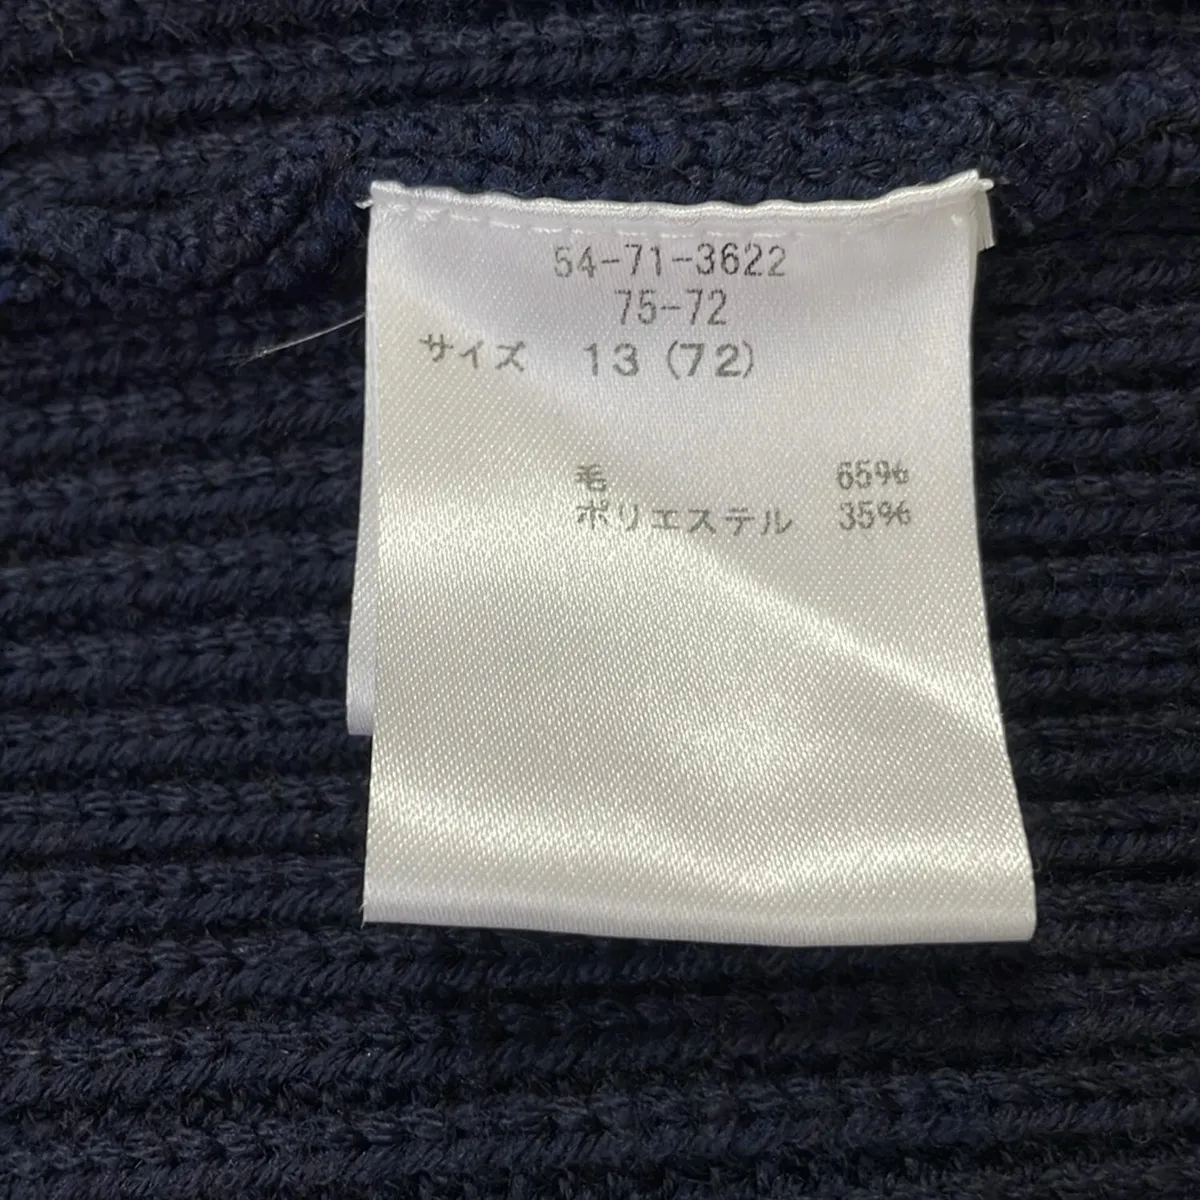 54-71-3622
75-72
サイズ 13 (72)
毛 65%
ポリエステル 35%